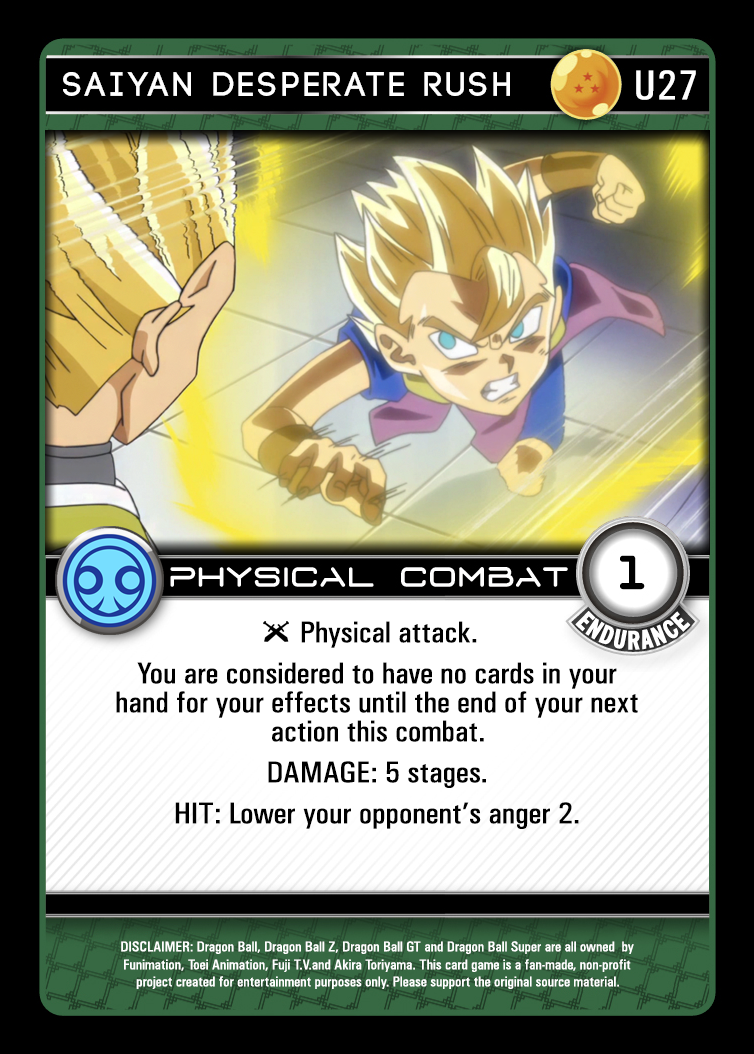 SAIYAN DESPERATE RUSH U27
PHYSICAL COMBAT 1
ENDURANCE
Physical attack.
You are considered to have no cards in your
hand for your effects until the end of your next
action this combat.
DAMAGE: 5 stages.
HIT: Lower your opponent's anger 2.
DISCLAIMER: Dragon Ball, Dragon Ball Z, Dragon Ball GT and Dragon Ball Super are all owned by
Funimation, Toei Animation, Fuji T.V.and Akira Toriyama. This card game is a fan-made, non-profit
project created for entertainment purposes only. Please support the original source material.